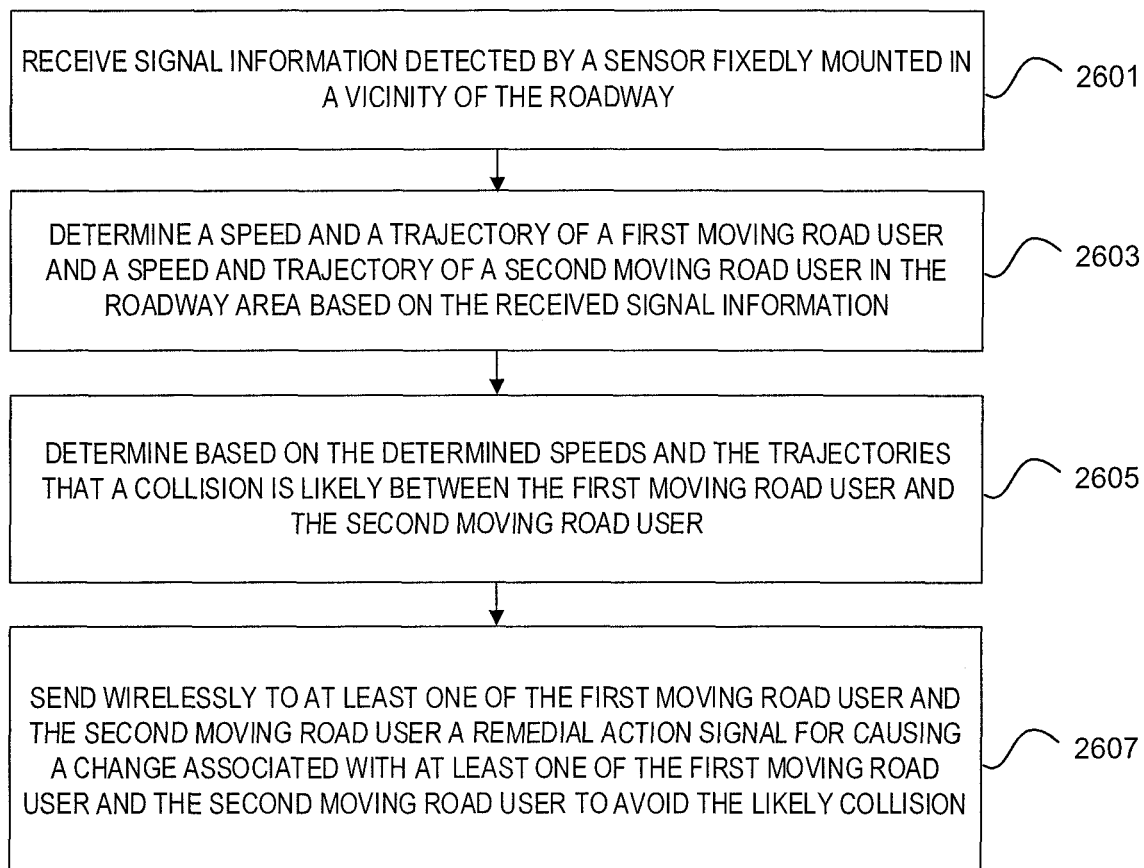 RECEIVE SIGNAL INFORMATION DETECTED BY A SENSOR FIXEDLY MOUNTED IN
A VICINITY OF THE ROADWAY
2601
DETERMINE A SPEED AND A TRAJECTORY OF A FIRST MOVING ROAD USER
AND A SPEED AND TRAJECTORY OF A SECOND MOVING ROAD USER IN THE
ROADWAY AREA BASED ON THE RECEIVED SIGNAL INFORMATION
2603
DETERMINE BASED ON THE DETERMINED SPEEDS AND THE TRAJECTORIES
THAT A COLLISION IS LIKELY BETWEEN THE FIRST MOVING ROAD USER AND
THE SECOND MOVING ROAD USER
2605
SEND WIRELESSLY TO AT LEAST ONE OF THE FIRST MOVING ROAD USER AND
THE SECOND MOVING ROAD USER A REMEDIAL ACTION SIGNAL FOR CAUSING
A CHANGE ASSOCIATED WITH AT LEAST ONE OF THE FIRST MOVING ROAD
USER AND THE SECOND MOVING ROAD USER TO AVOID THE LIKELY COLLISION
2607